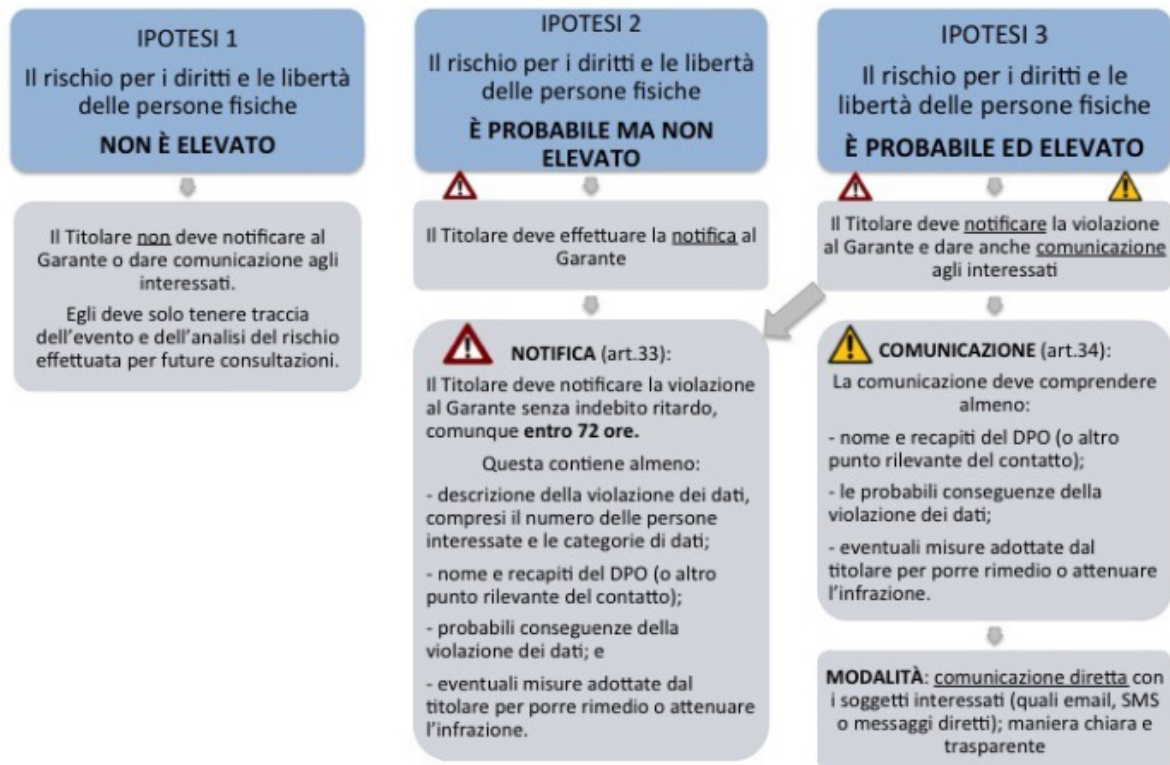 IPOTESI 1
Il rischio per i diritti e le libertà
delle persone fisiche
NON È ELEVATO
Il Titolare non deve notificare al
Garante o dare comunicazione agli
interessati.
Egli deve solo tenere traccia
dell'evento e dell'analisi del rischio
effettuata per future consultazioni.
IPOTESI 2
Il rischio per i diritti e le libertà
delle persone fisiche
È PROBABILE MA NON
ELEVATO
Il Titolare deve effettuare la notifica al
Garante
NOTIFICA (art.33):
Il Titolare deve notificare la violazione
al Garante senza indebito ritardo,
comunque entro 72 ore.
Questa contiene almeno:
- descrizione della violazione dei dati,
compresi il numero delle persone
interessate e le categorie di dati;
- nome e recapiti del DPO (o altro
punto rilevante del contatto);
- probabili conseguenze della
violazione dei dati; e
- eventuali misure adottate dal
titolare per porre rimedio o attenuare
l'infrazione.
IPOTESI 3
Il rischio per i diritti e le
libertà delle persone fisiche
È PROBABILE ED ELEVATO
Il Titolare deve notificare la violazione
al Garante e dare anche comunicazione
agli interessati
COMUNICAZIONE (art.34):
La comunicazione deve comprendere
almeno:
- nome e recapiti del DPO (o altro
punto rilevante del contatto);
- le probabili conseguenze della
violazione dei dati;
- eventuali misure adottate dal
titolare per porre rimedio o attenuare
l'infrazione.
MODALITÀ: comunicazione diretta con
i soggetti interessati (quali email, SMS
o messaggi diretti); maniera chiara e
trasparente